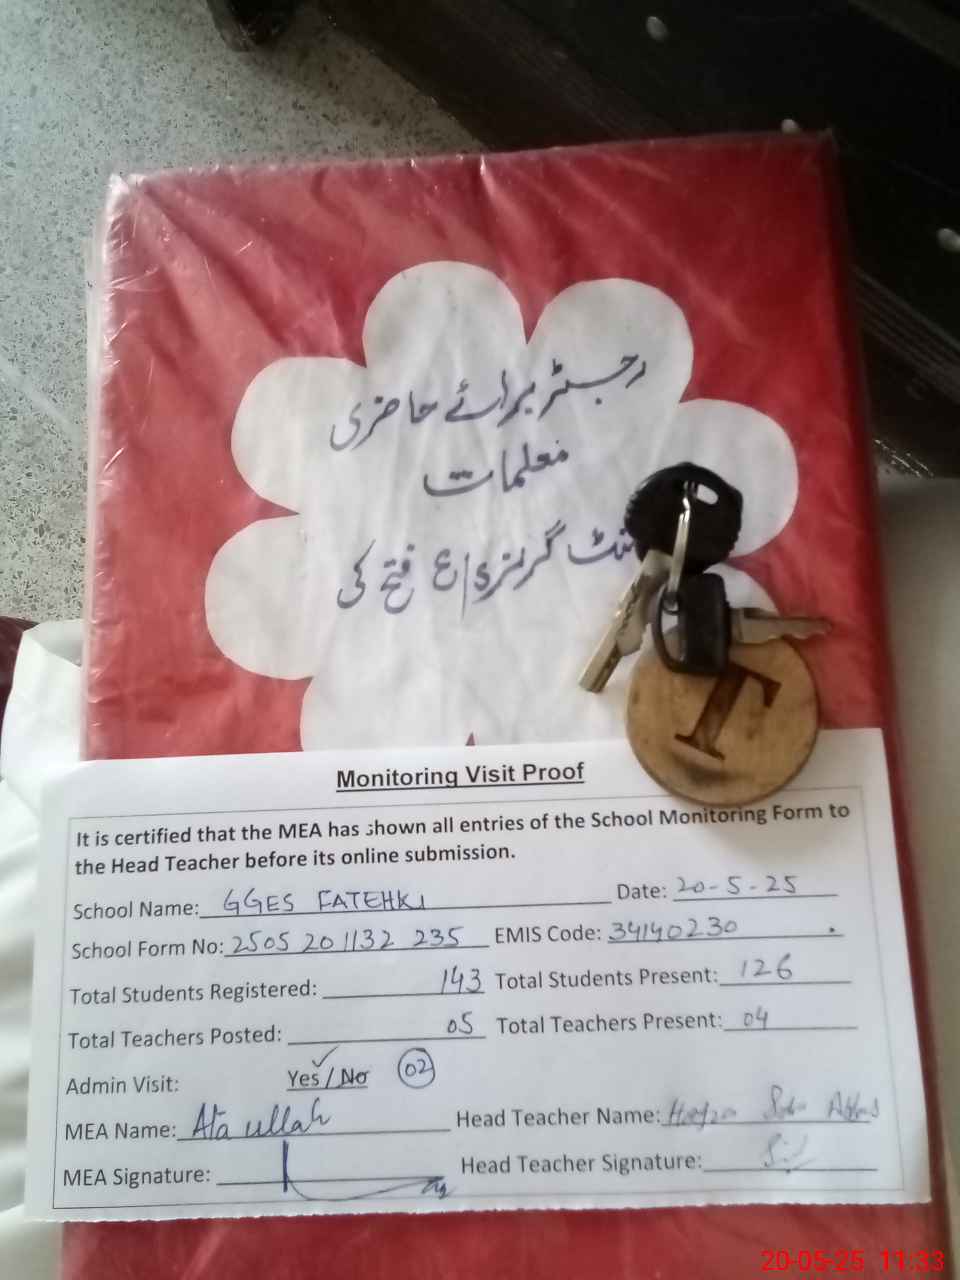 رجسٹر برائے حاضری
معلمات
گرلز ع فتح کی
T
Monitoring Visit Proof
It is certified that the MEA has shown all entries of the School Monitoring Form to
the Head Teacher before its online submission.
School Name: GGES FATEHKI Date: 20-5-25
School Form No: 2505 201132 235 EMIS Code: 34140230
Total Students Registered: 143 Total Students Present: 126
Total Teachers Posted: 05 Total Teachers Present: 04
Admin Visit: Yes / No 02
MEA Name: Ata ullah Head Teacher Name:
MEA Signature: Head Teacher Signature:
20-05-25 11:33